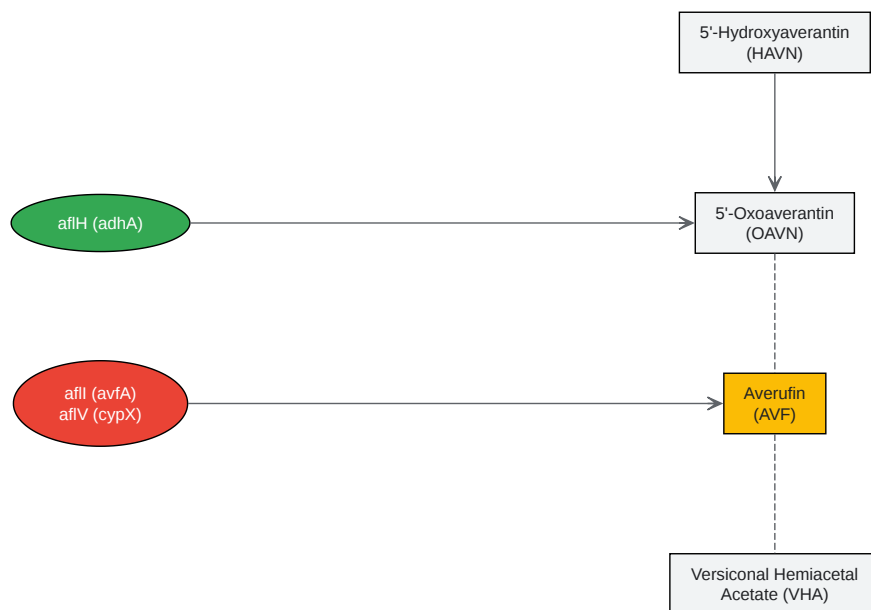 5'-Hydroxyaverantin
(HAVN)
aflH (adhA)
5'-Oxoaverantin
(OAVN)
aflI (avfA)
aflV (cypX)
Averufin
(AVF)
Versiconal Hemiacetal
Acetate (VHA)